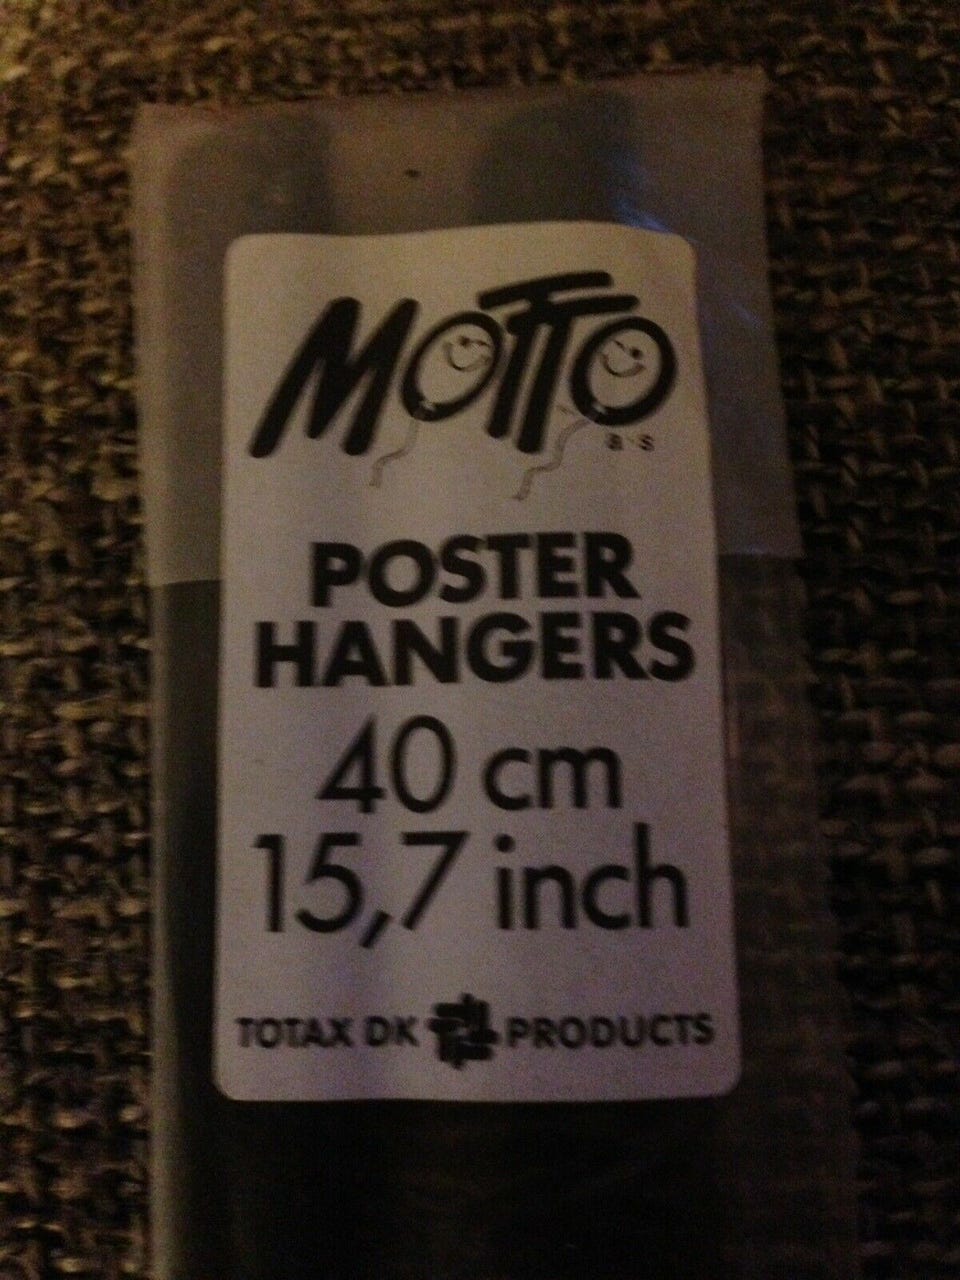 MOTTO
POSTER
HANGERS
40 cm
15,7 inch
TOTAX DK PRODUCTS